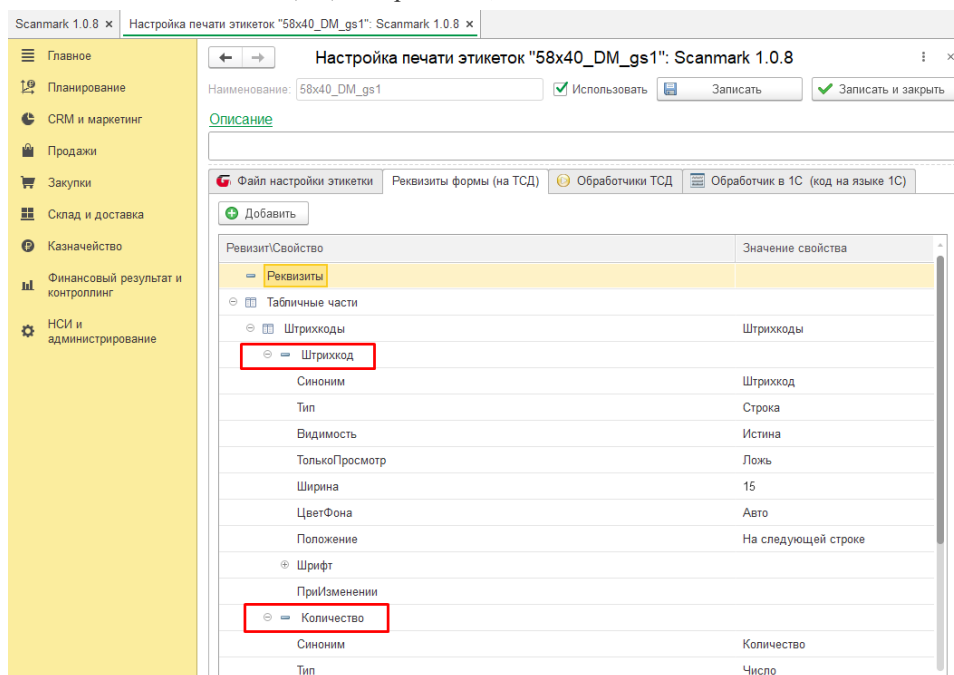 Scanmark 1.0.8 × Настройка печати этикеток "58x40_DM_gs1": Scanmark 1.0.8 ×
Главное
Планирование
CRM и маркетинг
Продажи
Закупки
Склад и доставка
Казначейство
Финансовый результат и
контроллинг
НСИ и
администрирование
Настройка печати этикеток "58x40_DM_gs1": Scanmark 1.0.8
Наименование: 58x40_DM_gs1 Использовать Записать Записать и закрыть
Описание
Файл настройки этикетки Реквизиты формы (на ТСД) Обработчики ТСД Обработчик в 1С (код на языке 1С)
Добавить
Ревизит\Свойство Значение свойства
Реквизиты
Табличные части
Штрихкоды Штрихкоды
Штрихкод
Синоним Штрихкод
Тип Строка
Видимость Истина
ТолькоПросмотр Ложь
Ширина 15
ЦветФона Авто
Положение На следующей строке
Шрифт
ПриИзменении
Количество
Синоним Количество
Тип Число